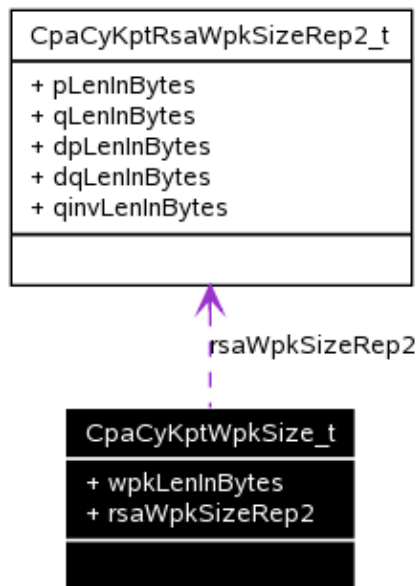 CpaCyKptRsaWpkSizeRep2_t
+ pLenInBytes
+ qLenInBytes
+ dpLenInBytes
+ dqLenInBytes
+ qinvLenInBytes
rsaWpkSizeRep2
CpaCyKptWpkSize_t
+ wpkLenInBytes
+ rsaWpkSizeRep2